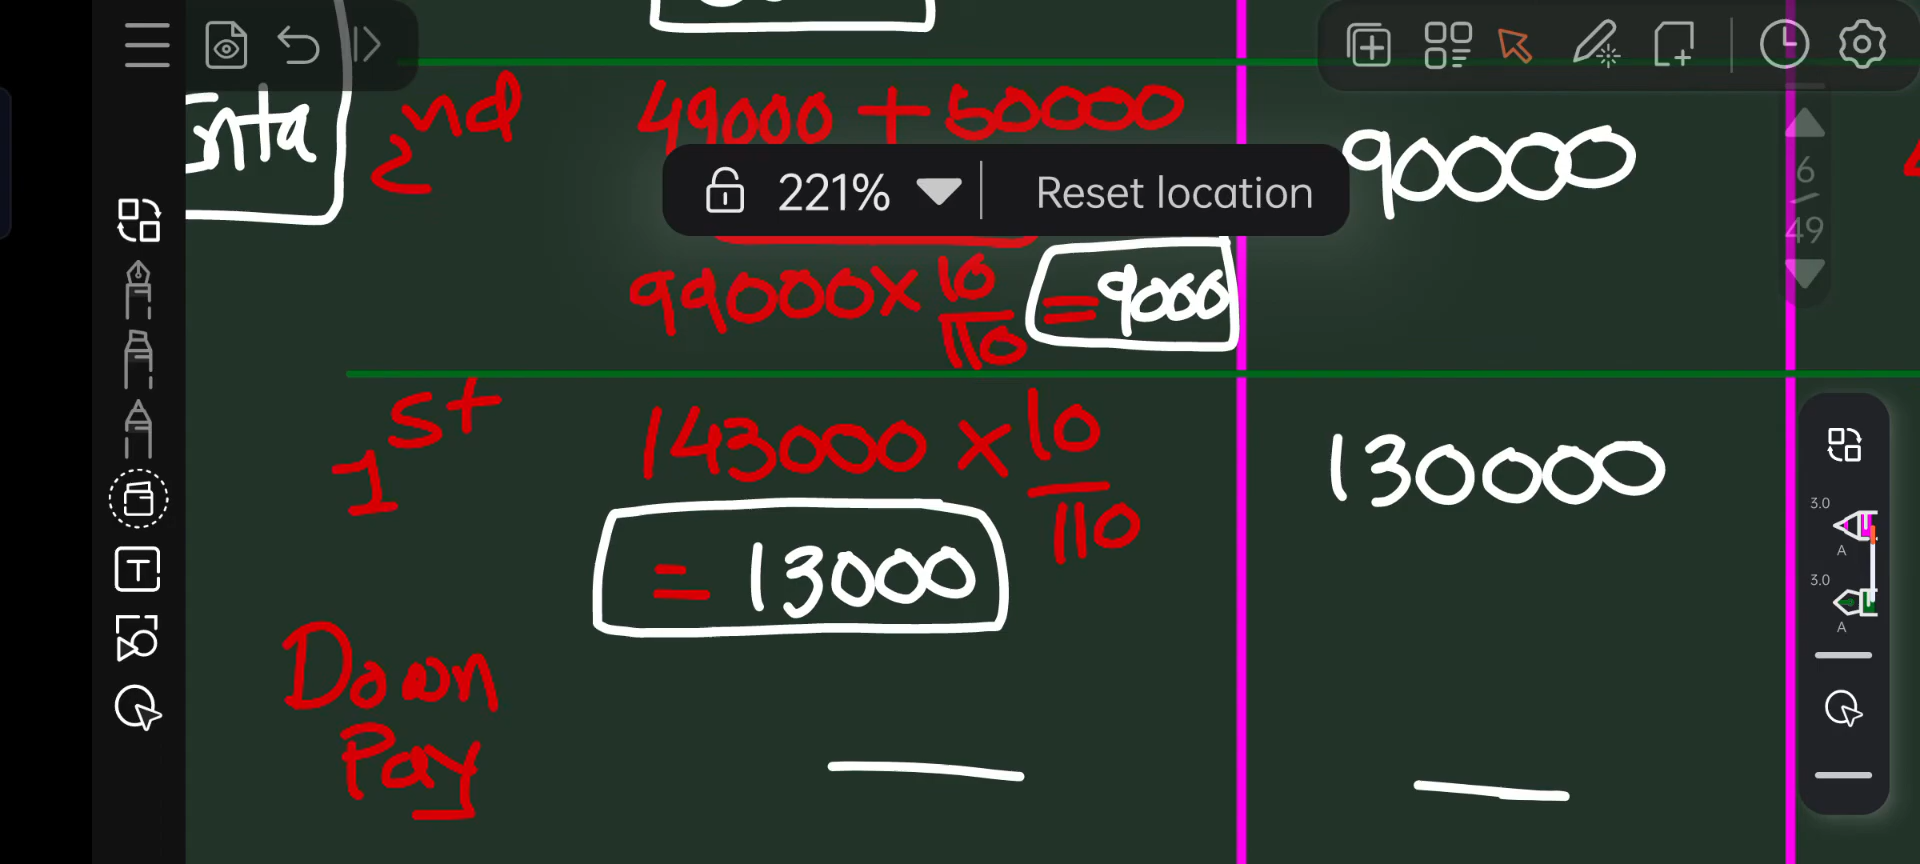 nta
2nd
49000 + 50000
90000
221%
Reset location
6
49
99000 × 10/110 = 9000
1st
143000 × 10/110
130000
= 13000
3.0
A
3.0
A
Down
Pay